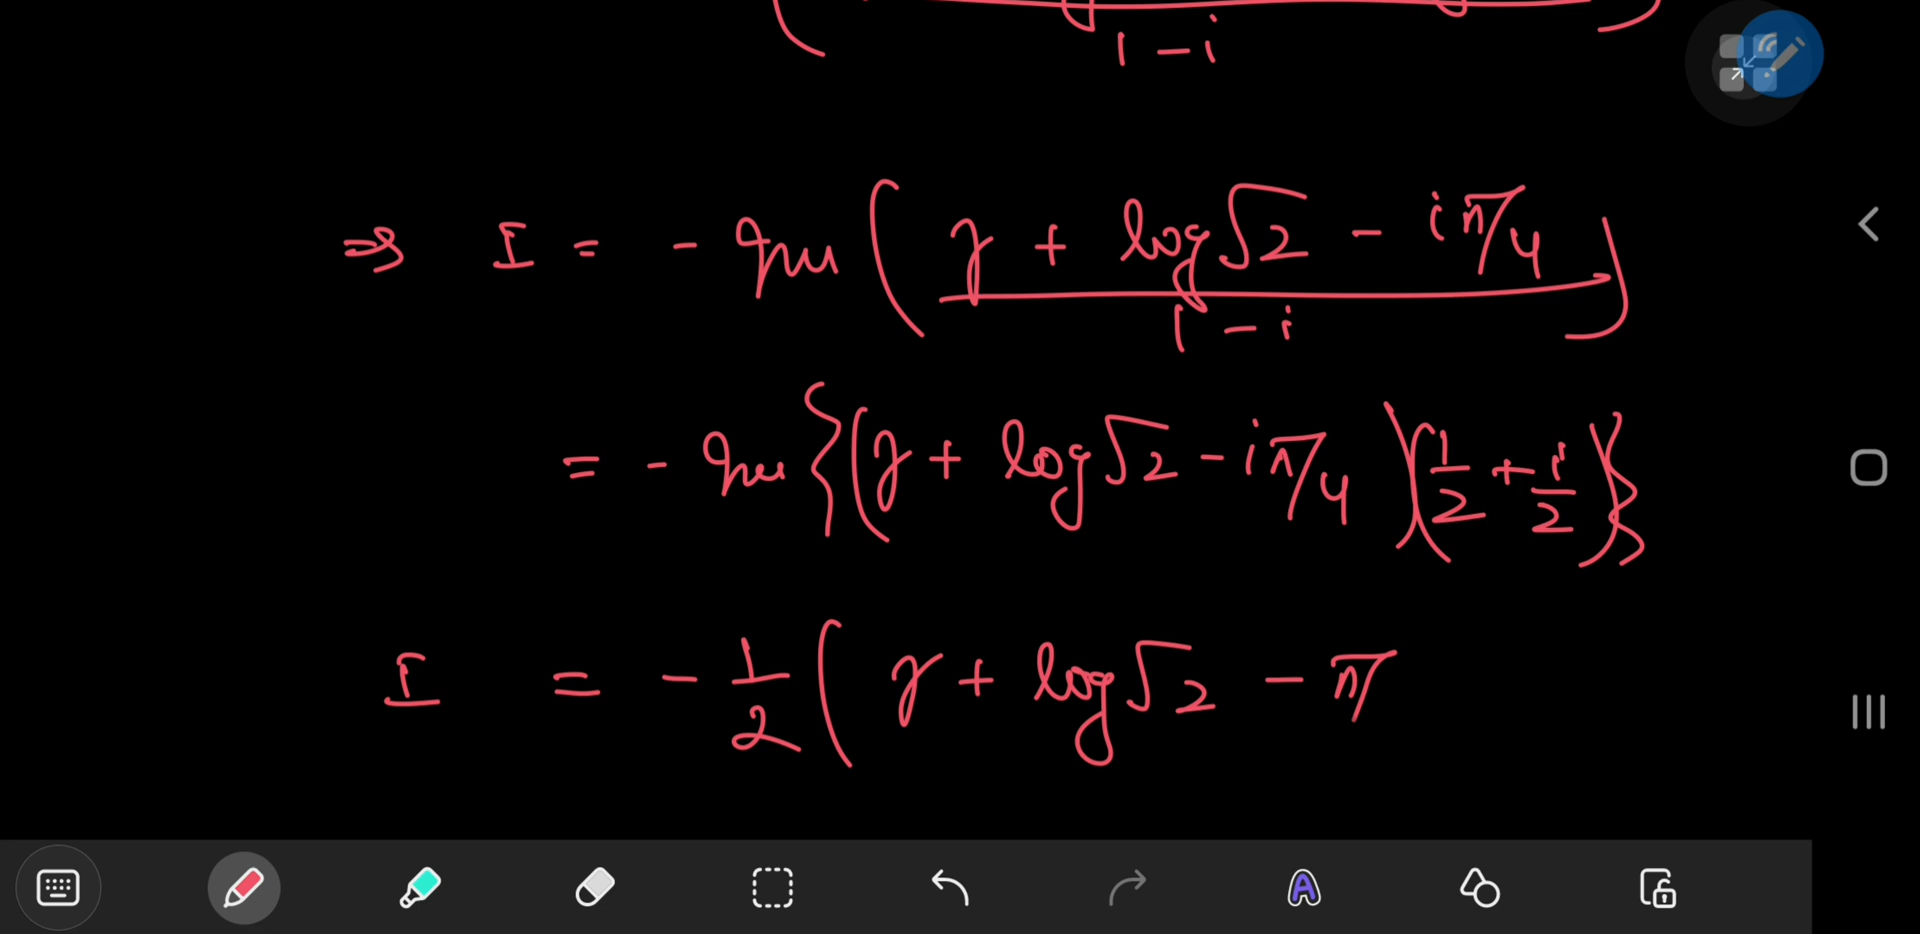 1 - i
⇒ I = - Im ( γ + log√2 - iπ/4 )
1 - i
= - Im { ( γ + log√2 - iπ/4 ) ( 1/2 + i/2 ) }
I = - 1/2 ( γ + log√2 - π
A